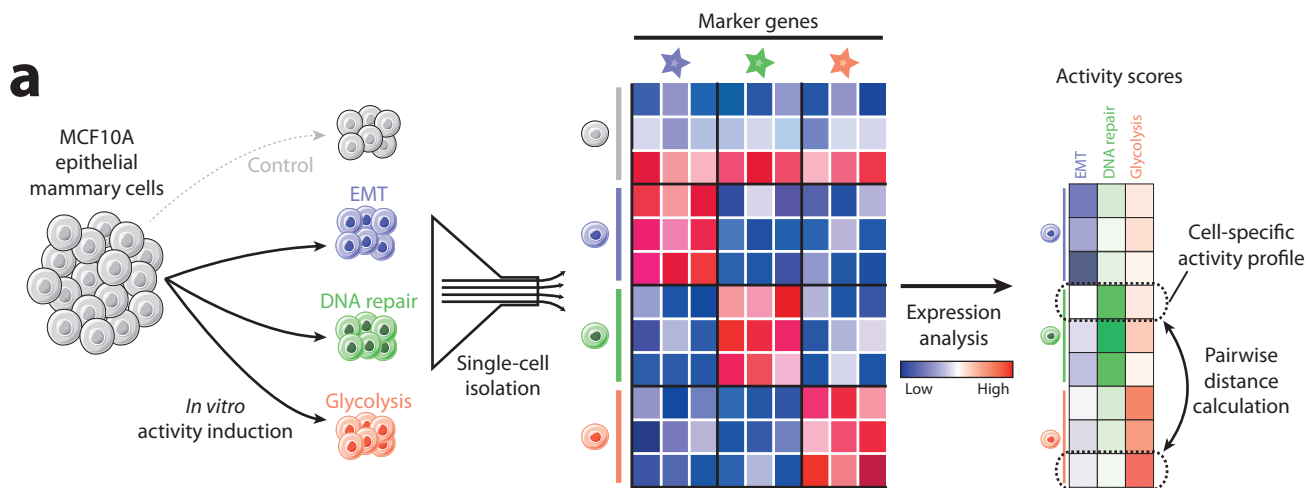 a
MCF10A
epithelial
mammary cells
Control
EMT
DNA repair
Glycolysis
In vitro
activity induction
Single-cell
isolation
Marker genes
Expression
analysis
Low
High
Activity scores
EMT
DNA repair
Glycolysis
Cell-specific
activity profile
Pairwise
distance
calculation